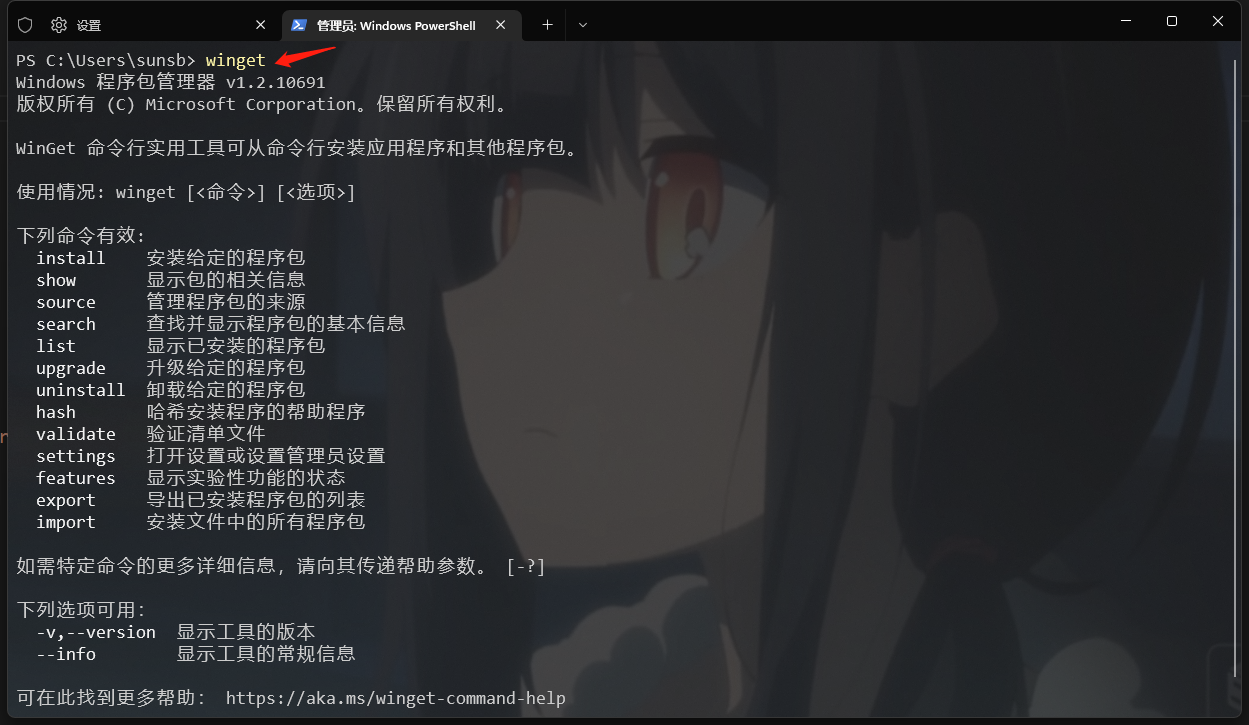 设置
管理员: Windows PowerShell
PS C:\Users\sunsb> winget
Windows 程序包管理器 v1.2.10691
版权所有 (C) Microsoft Corporation。保留所有权利。
WinGet 命令行实用工具可从命令行安装应用程序和其他程序包。
使用情况: winget [<命令>] [<选项>]
下列命令有效:
install 安装给定的程序包
show 显示包的相关信息
source 管理程序包的来源
search 查找并显示程序包的基本信息
list 显示已安装的程序包
upgrade 升级给定的程序包
uninstall 卸载给定的程序包
hash 哈希安装程序的帮助程序
validate 验证清单文件
settings 打开设置或设置管理员设置
features 显示实验性功能的状态
export 导出已安装程序包的列表
import 安装文件中的所有程序包
如需特定命令的更多详细信息，请向其传递帮助参数。 [-?]
下列选项可用:
-v,--version 显示工具的版本
--info 显示工具的常规信息
可在此找到更多帮助: https://aka.ms/winget-command-help